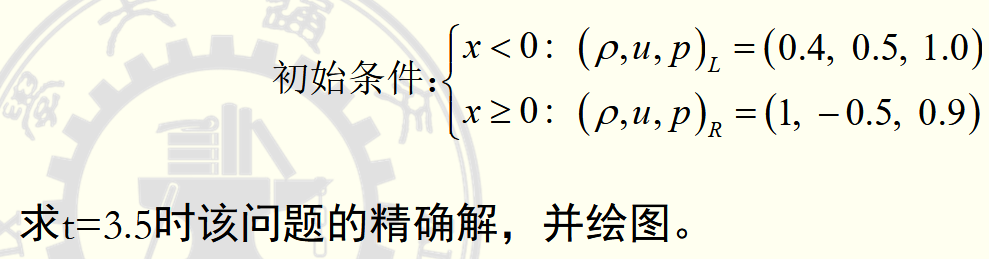 x < 0: (ρ,u,p)_L = (0.4, 0.5, 1.0)
初始条件:
x ≥ 0: (ρ,u,p)_R = (1, −0.5, 0.9)
求t=3.5时该问题的精确解，并绘图。